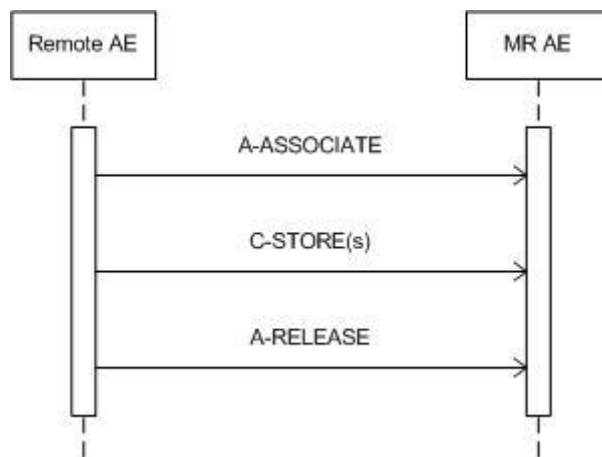 Remote AE
MR AE
A-ASSOCIATE
C-STORE(s)
A-RELEASE